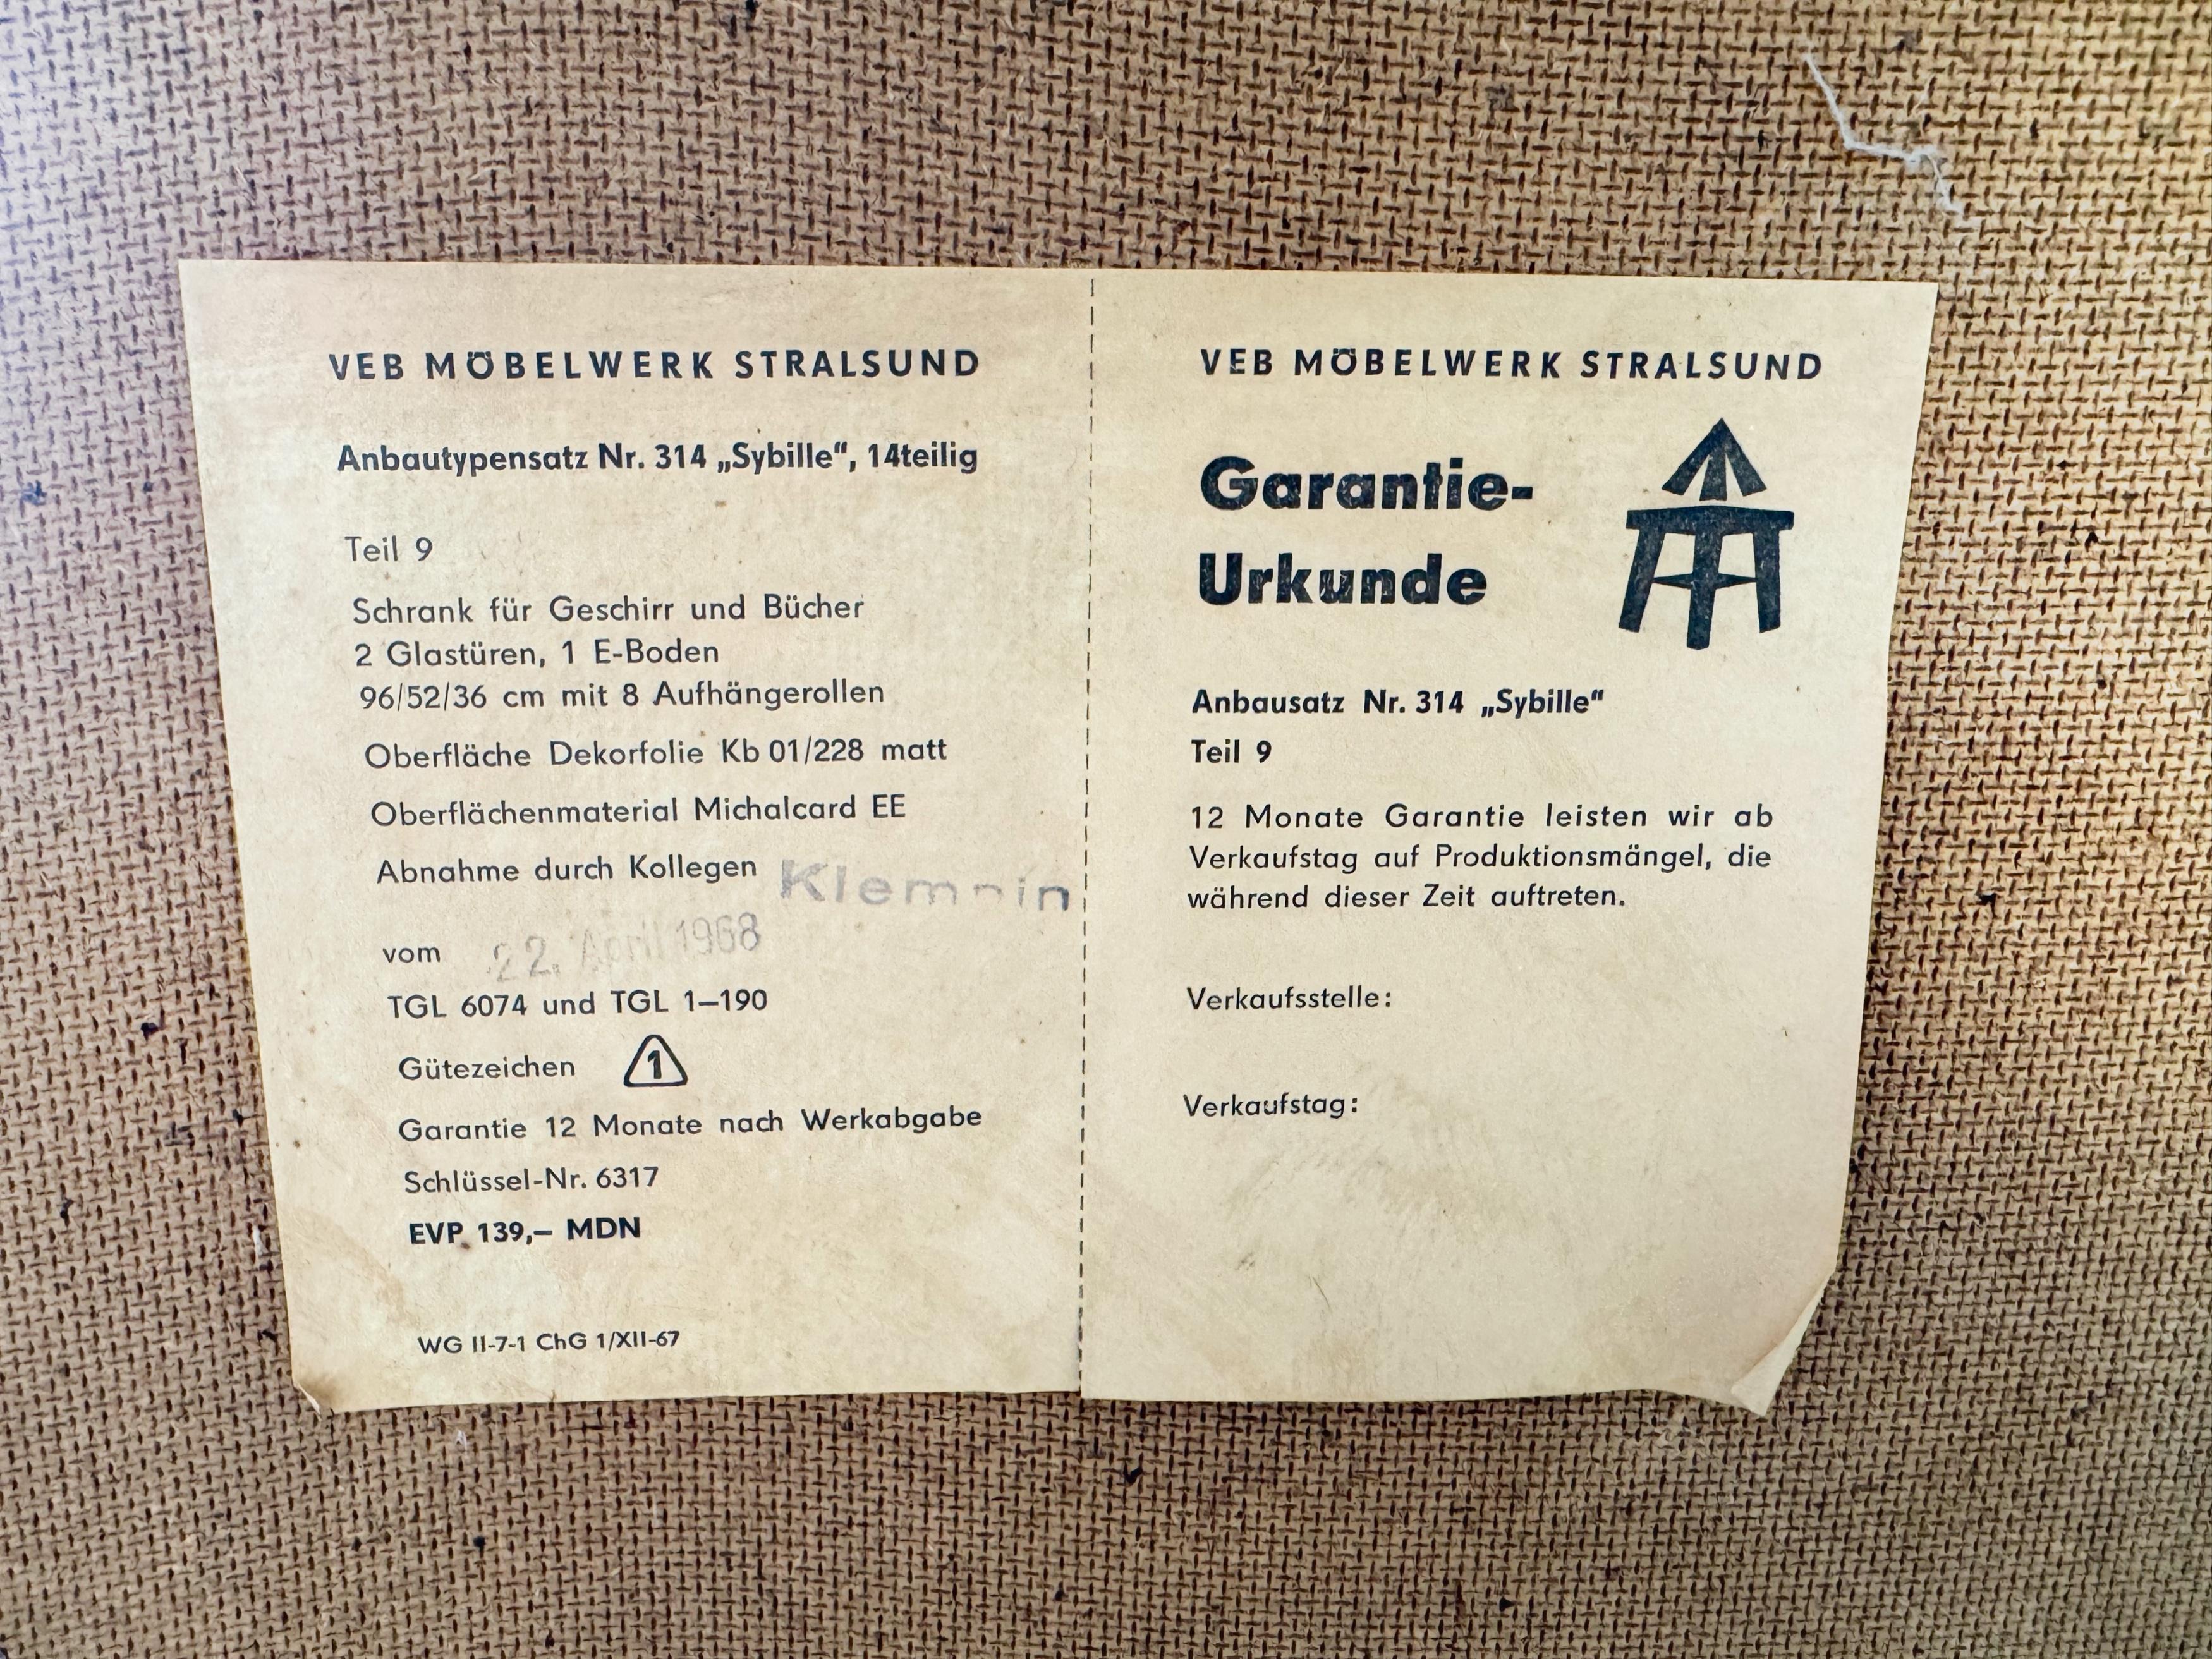 VEB MÖBELWERK STRALSUND
Anbautypensatz Nr. 314 „Sybille“, 14teilig
Teil 9
Schrank für Geschirr und Bücher
2 Glastüren, 1 E-Boden
96/52/36 cm mit 8 Aufhängerollen
Oberfläche Dekorfolie Kb 01/228 matt
Oberflächenmaterial Michalcard EE
Abnahme durch Kollegen
vom 22. April 1968
TGL 6074 und TGL 1–190
Gütezeichen 1
Garantie 12 Monate nach Werkabgabe
Schlüssel-Nr. 6317
EVP 139,– MDN
WG II-7-1 ChG 1/XII-67
VEB MÖBELWERK STRALSUND
Garantie-
Urkunde
Anbausatz Nr. 314 „Sybille“
Teil 9
12 Monate Garantie leisten wir ab
Verkaufstag auf Produktionsmängel, die
während dieser Zeit auftreten.
Verkaufsstelle:
Verkaufstag: